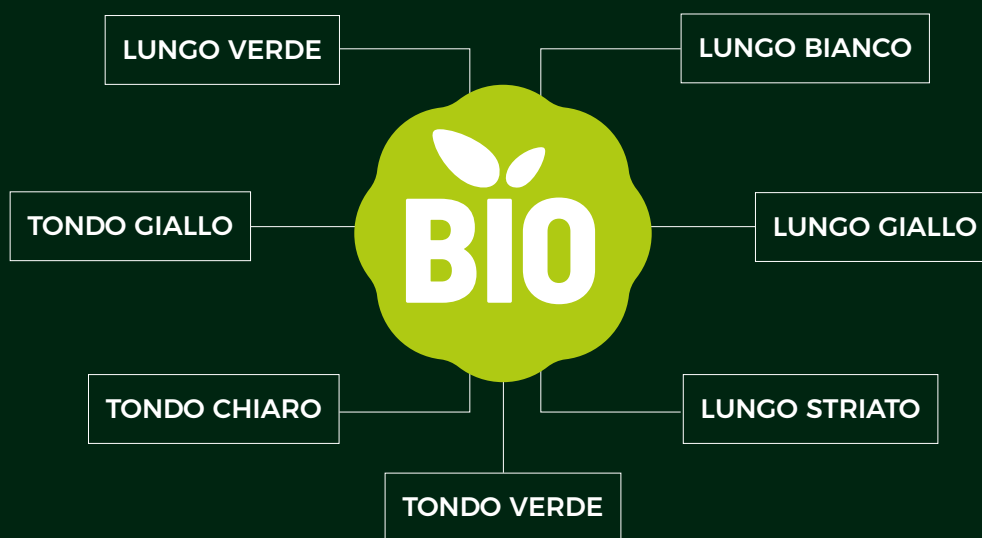 LUNGO VERDE
LUNGO BIANCO
BIO
TONDO GIALLO
LUNGO GIALLO
TONDO CHIARO
LUNGO STRIATO
TONDO VERDE